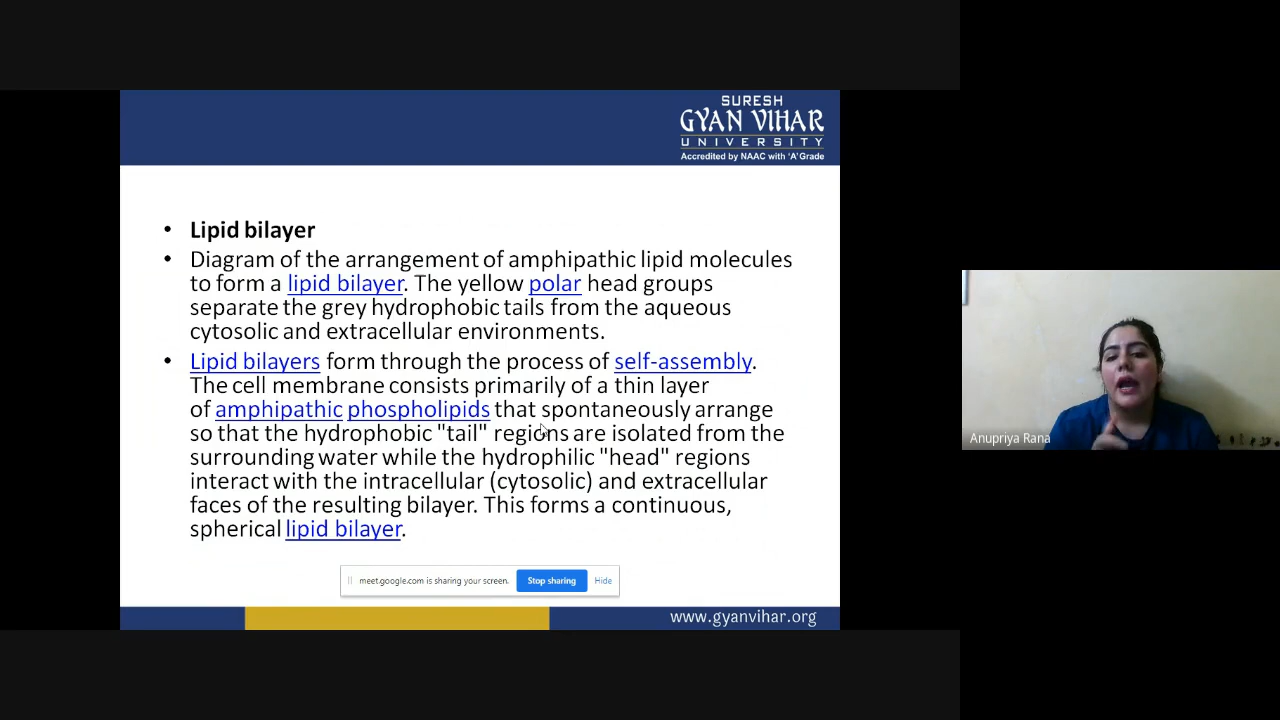 SURESH
GYAN VIHAR
UNIVERSITY
Accredited by NAAC with 'A' Grade
• Lipid bilayer
• Diagram of the arrangement of amphipathic lipid molecules
to form a lipid bilayer. The yellow polar head groups
separate the grey hydrophobic tails from the aqueous
cytosolic and extracellular environments.
• Lipid bilayers form through the process of self-assembly.
The cell membrane consists primarily of a thin layer
of amphipathic phospholipids that spontaneously arrange
so that the hydrophobic "tail" regions are isolated from the
surrounding water while the hydrophilic "head" regions
interact with the intracellular (cytosolic) and extracellular
faces of the resulting bilayer. This forms a continuous,
spherical lipid bilayer.
meet.google.com is sharing your screen. Stop sharing Hide
www.gyanvihar.org
Anupriya Rana